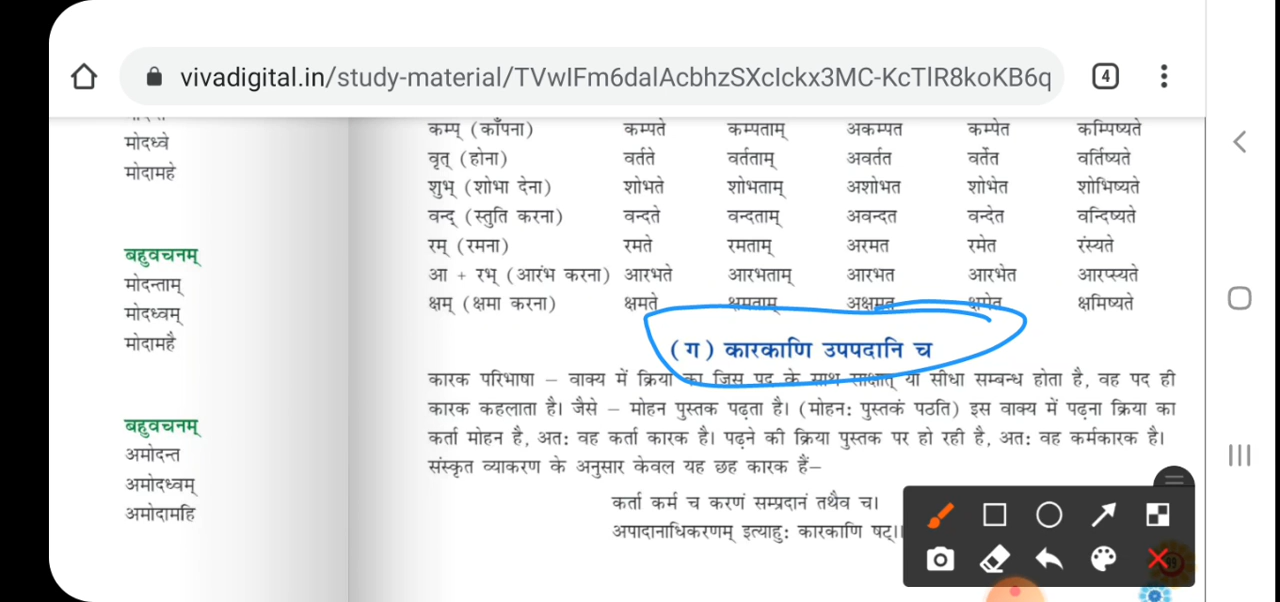 vivadigital.in/study-material/TVwIFm6dalAcbhzSXcIckx3MC-KcTlR8koKB6q
4
मोदध्वे
मोदामहे
बहुवचनम्
मोदन्ताम्
मोदध्वम्
मोदामहै
बहुवचनम्
अमोदन्त
अमोदध्वम्
अमोदामहि
कम्प् (काँपना) कम्पते कम्पताम् अकम्पत कम्पेत कम्पिष्यते
वृत् (होना) वर्तते वर्तताम् अवर्तत वर्तेत वर्तिष्यते
शुभ् (शोभा देना) शोभते शोभताम् अशोभत शोभेत शोभिष्यते
वन्द् (स्तुति करना) वन्दते वन्दताम् अवन्दत वन्देत वन्दिष्यते
रम् (रमना) रमते रमताम् अरमत रमेत रंस्यते
आ + रभ् (आरंभ करना) आरभते आरभताम् आरभत आरभेत आरप्स्यते
क्षम् (क्षमा करना) क्षमते क्षमताम् अक्षमत क्षमेत क्षमिष्यते
(ग) कारकाणि उपपदानि च
कारक परिभाषा – वाक्य में क्रिया का जिस पद के साथ साक्षात् या सीधा सम्बन्ध होता है, वह पद ही
कारक कहलाता है। जैसे – मोहन पुस्तक पढ़ता है। (मोहन: पुस्तकं पठति) इस वाक्य में पढ़ना क्रिया का
कर्ता मोहन है, अत: वह कर्ता कारक है। पढ़ने की क्रिया पुस्तक पर हो रही है, अत: वह कर्मकारक है।
संस्कृत व्याकरण के अनुसार केवल यह छह कारक हैं–
कर्ता कर्म च करणं सम्प्रदानं तथैव च।
अपादानाधिकरणम् इत्याहु: कारकाणि षट्।।